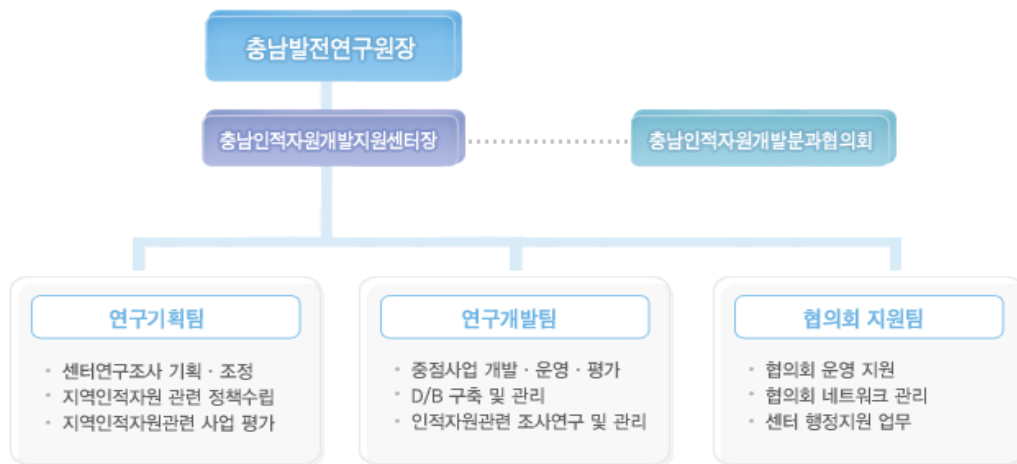 충남발전연구원장
충남인적자원개발지원센터장
충남인적자원개발분과협의회
연구기획팀
• 센터연구조사 기획 · 조정
• 지역인적자원 관련 정책수립
• 지역인적자원관련 사업 평가
연구개발팀
• 중점사업 개발 · 운영 · 평가
• D/B 구축 및 관리
• 인적자원관련 조사연구 및 관리
협의회 지원팀
• 협의회 운영 지원
• 협의회 네트워크 관리
• 센터 행정지원 업무